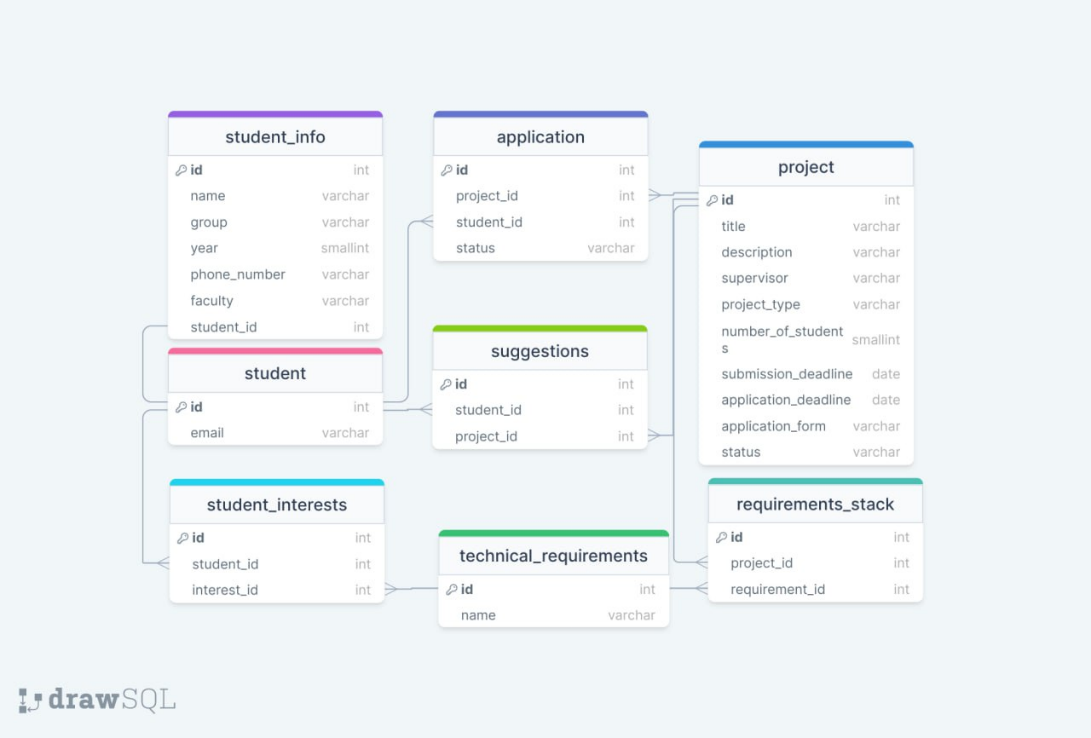 student_info
id int
name varchar
group varchar
year smallint
phone_number varchar
faculty varchar
student_id int
student
id int
email varchar
student_interests
id int
student_id int
interest_id int
application
id int
project_id int
student_id int
status varchar
suggestions
id int
student_id int
project_id int
technical_requirements
id int
name varchar
project
id int
title varchar
description varchar
supervisor varchar
project_type varchar
number_of_student
s smallint
submission_deadline date
application_deadline date
application_form varchar
status varchar
requirements_stack
id int
project_id int
requirement_id int
drawSQL